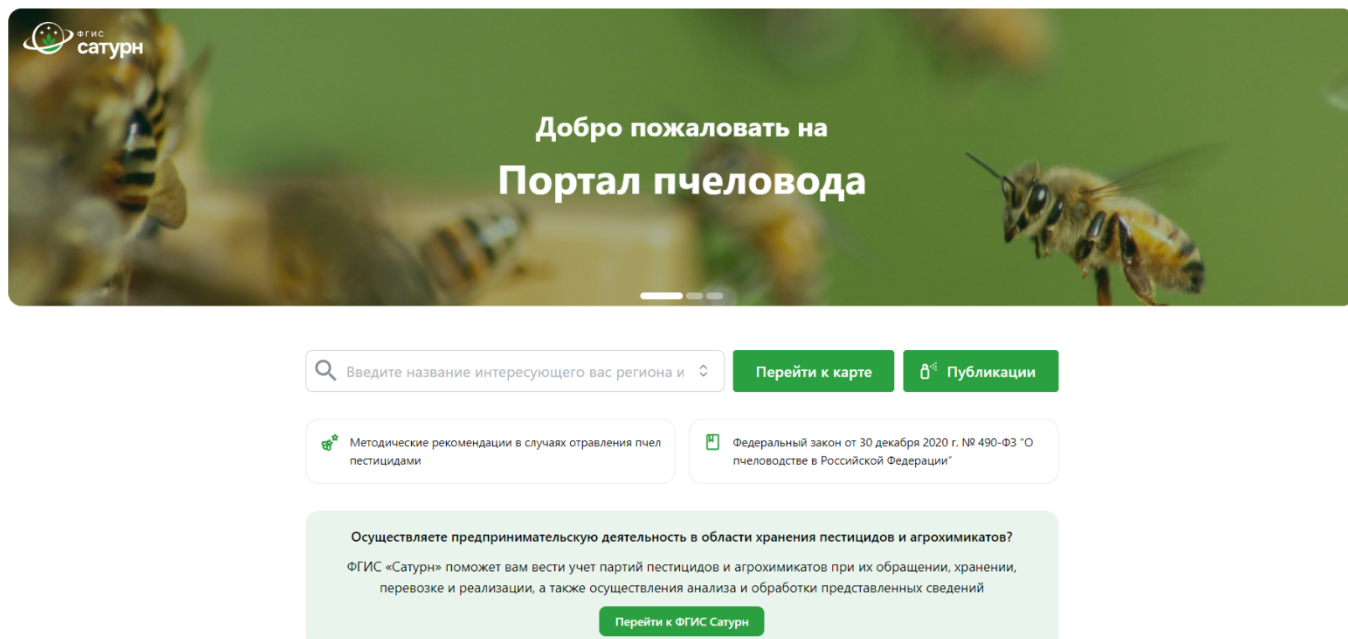 ФГИС
сатурн
Добро пожаловать на
Портал пчеловода
Введите название интересующего вас региона и
Перейти к карте
Публикации
Методические рекомендации в случаях отравления пчел
пестицидами
Федеральный закон от 30 декабря 2020 г. № 490-ФЗ "О
пчеловодстве в Российской Федерации"
Осуществляете предпринимательскую деятельность в области хранения пестицидов и агрохимикатов?
ФГИС «Сатурн» поможет вам вести учет партий пестицидов и агрохимикатов при их обращении, хранении,
перевозке и реализации, а также осуществления анализа и обработки представленных сведений
Перейти к ФГИС Сатурн